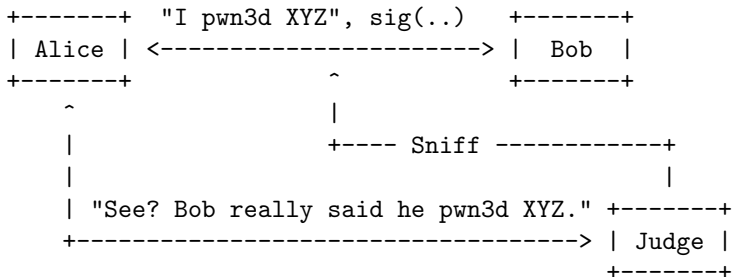 +-------+ "I pwn3d XYZ", sig(..) +-------+
| Alice | <-----------------------> | Bob |
+-------+ ^ +-------+
^ |
| +---- Sniff ------------+
| |
| "See? Bob really said he pwn3d XYZ." +-------+
+------------------------------------> | Judge |
+-------+